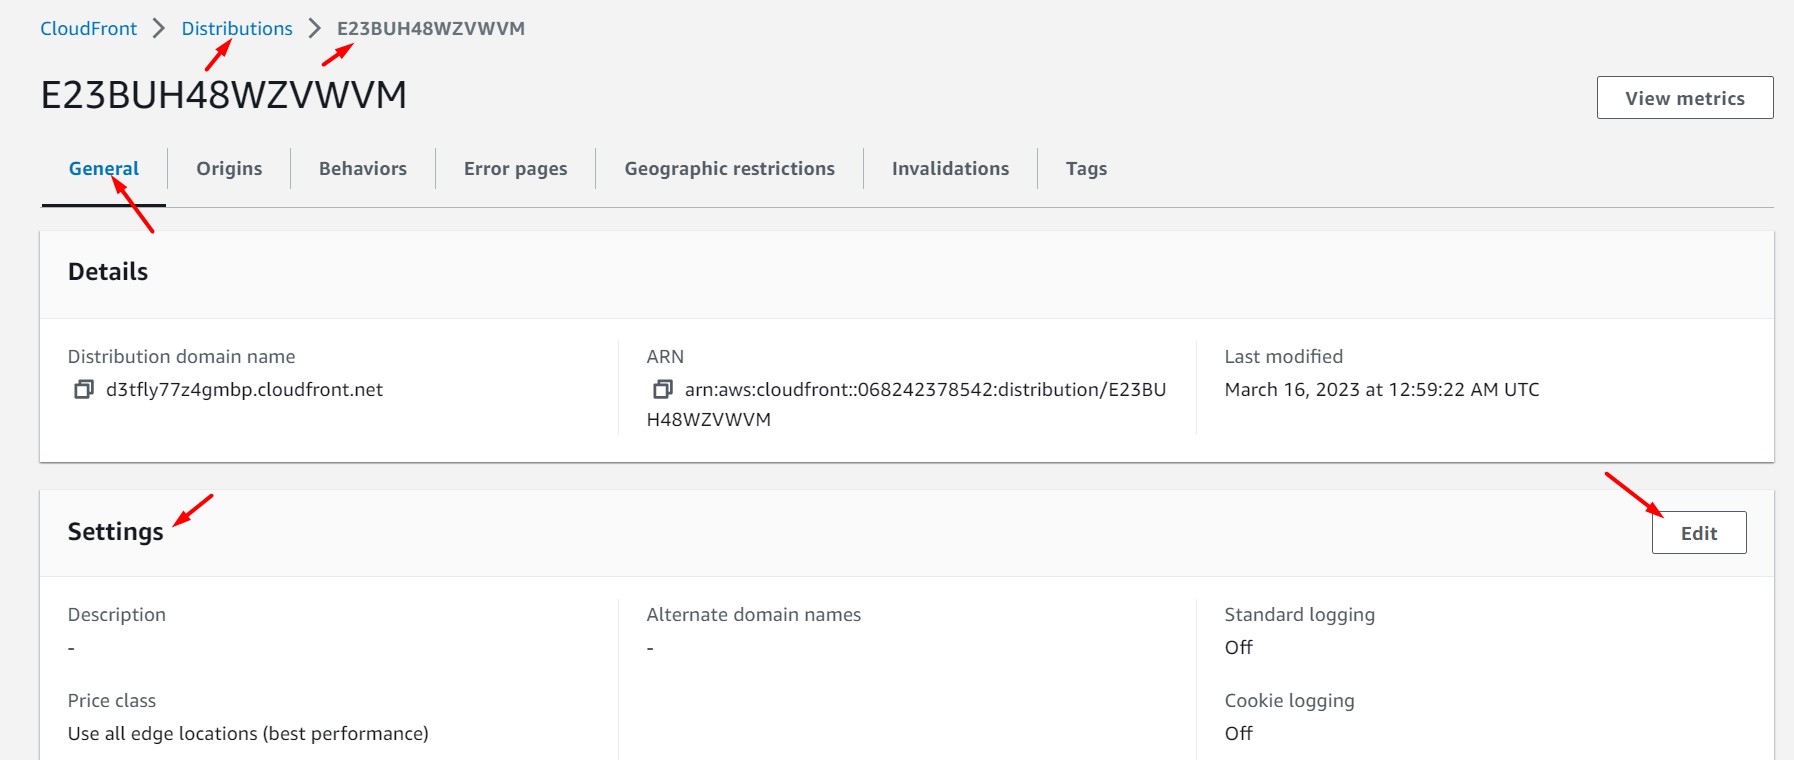 CloudFront > Distributions > E23BUH48WZVWVM
E23BUH48WZVWVM
View metrics
General Origins Behaviors Error pages Geographic restrictions Invalidations Tags
Details
Distribution domain name
d3tfly77z4gmbp.cloudfront.net
ARN
arn:aws:cloudfront::068242378542:distribution/E23BU
H48WZVWVM
Last modified
March 16, 2023 at 12:59:22 AM UTC
Settings
Edit
Description
-
Alternate domain names
-
Standard logging
Off
Price class
Use all edge locations (best performance)
Cookie logging
Off